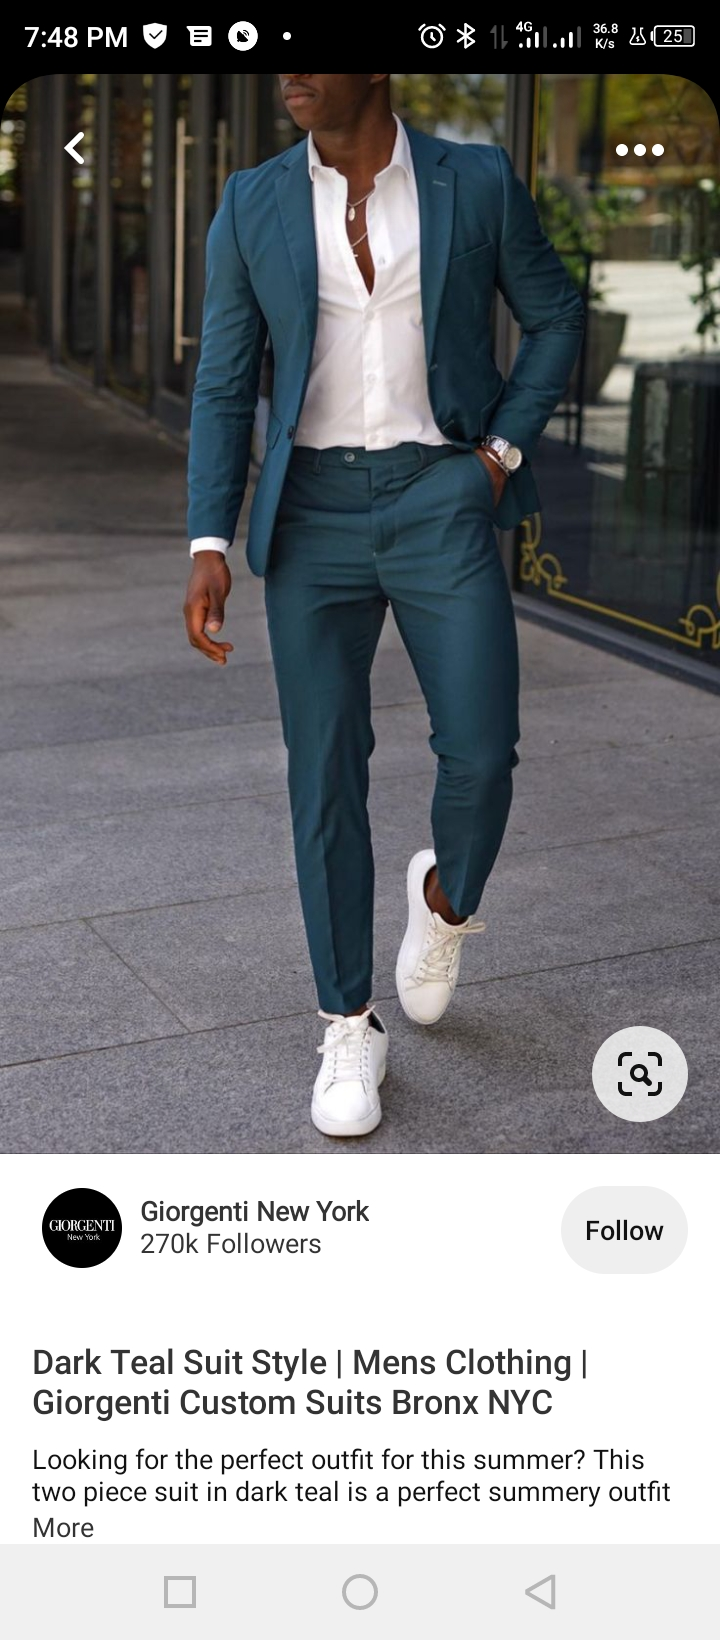 7:48 PM
4G
36.8
K/s
25
GIORGENTI
New York
Giorgenti New York
270k Followers
Follow
Dark Teal Suit Style | Mens Clothing |
Giorgenti Custom Suits Bronx NYC
Looking for the perfect outfit for this summer? This
two piece suit in dark teal is a perfect summery outfit
More